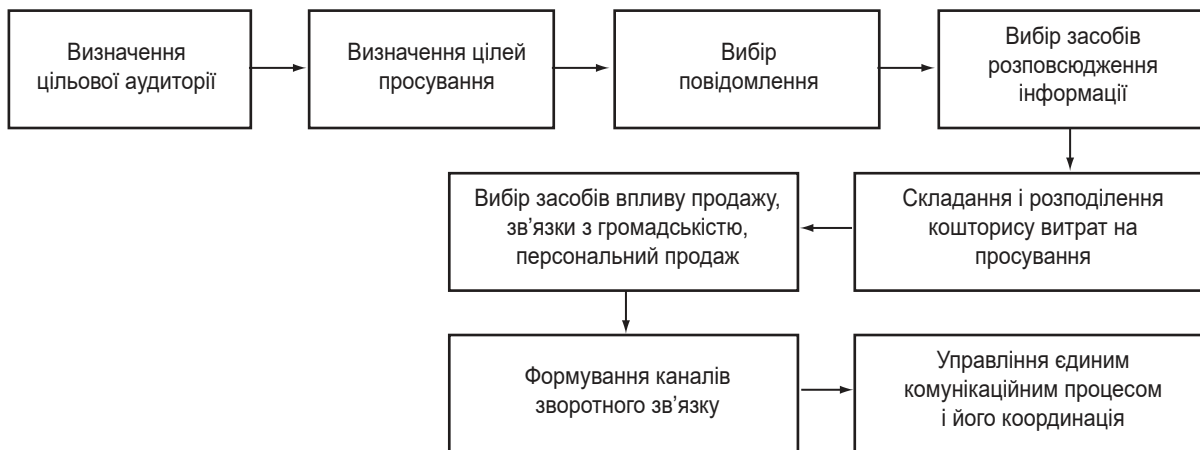 Визначення
цільової аудиторії
Визначення цілей
просування
Вибір
повідомлення
Вибір засобів
розповсюдження
інформації
Вибір засобів впливу продажу,
зв’язки з громадськістю,
персональний продаж
Складання і розподілення
кошторису витрат на
просування
Формування каналів
зворотного зв’язку
Управління єдиним
комунікаційним процесом
і його координація